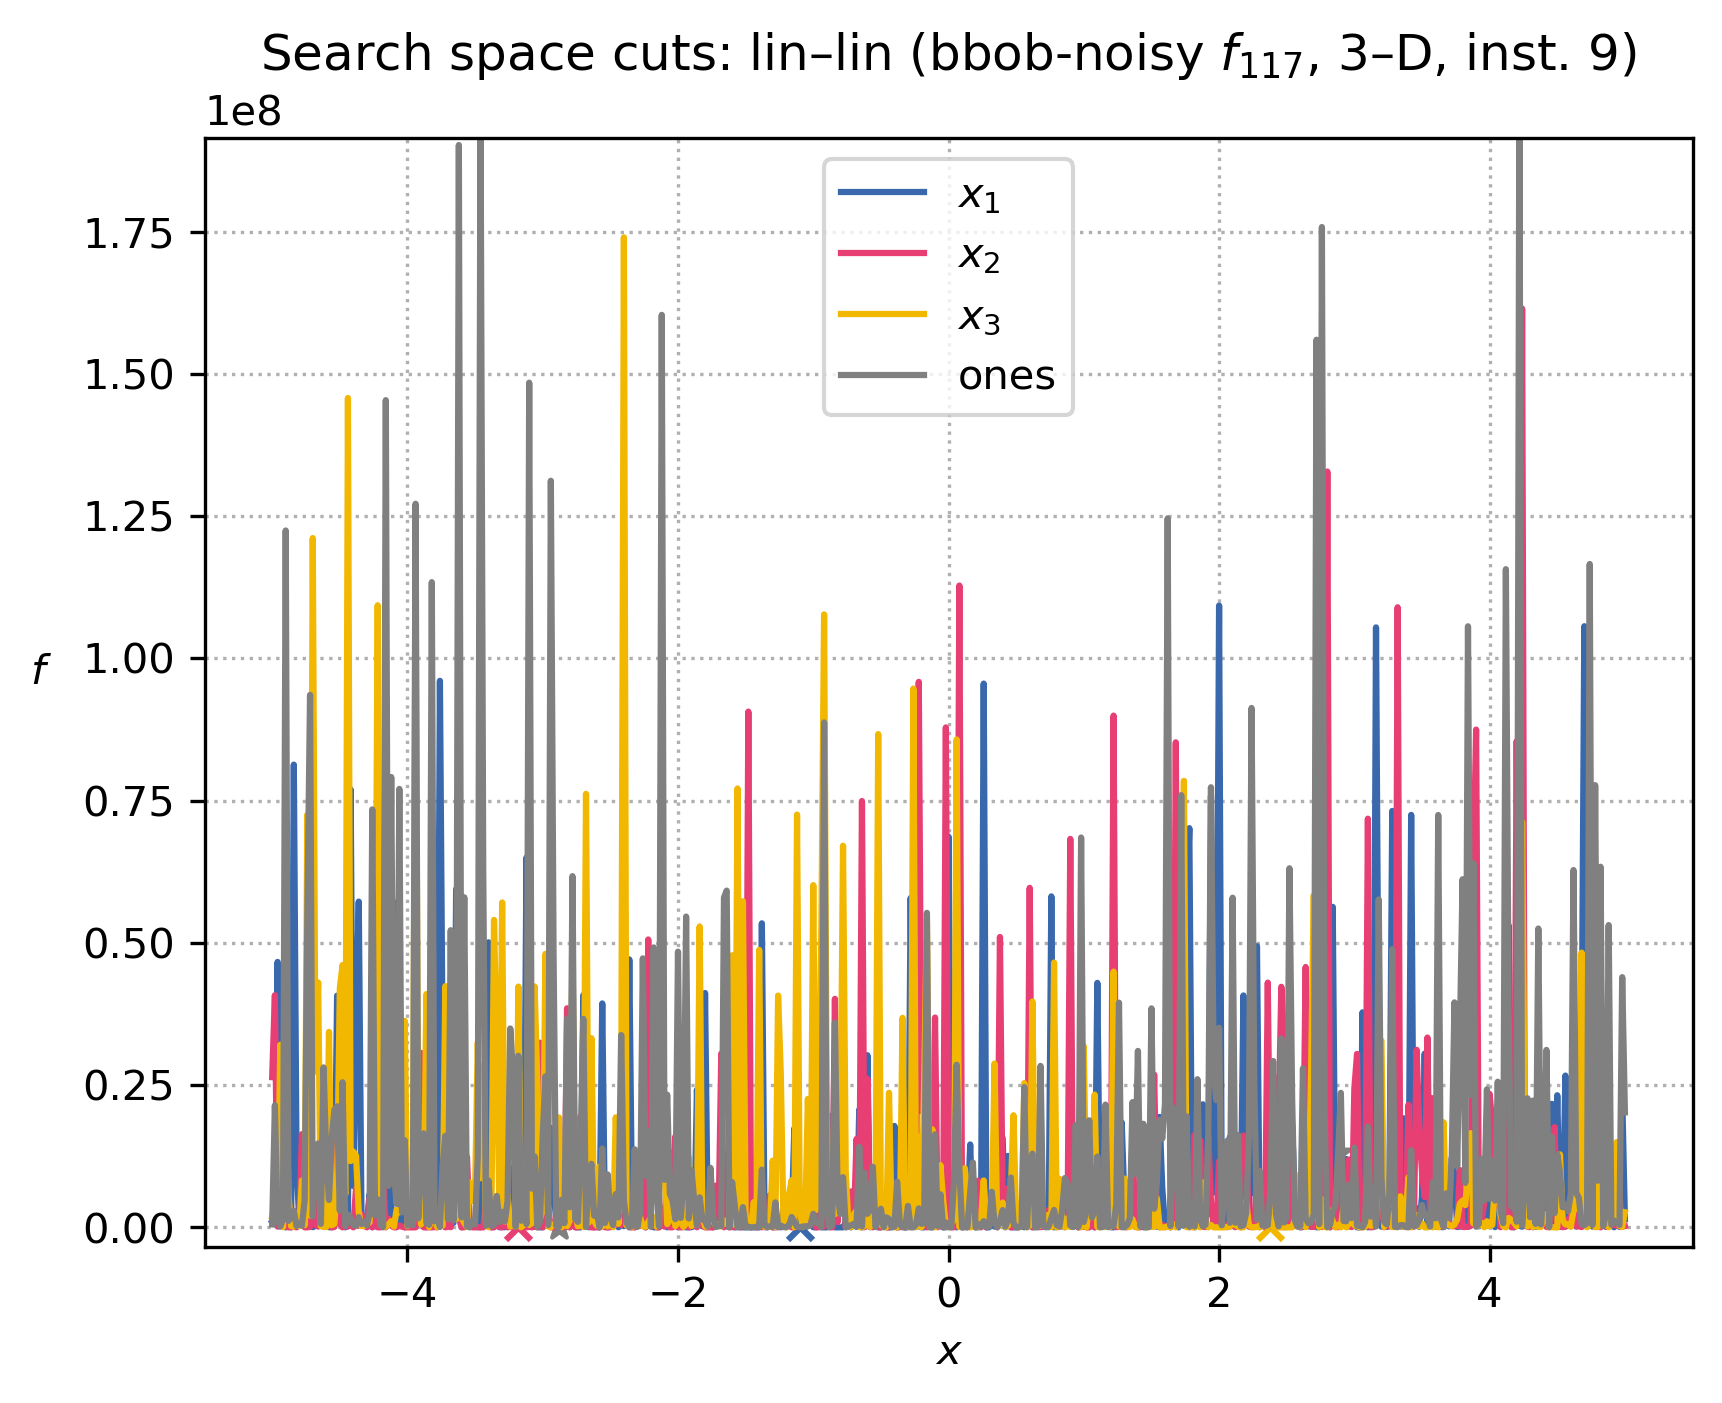 Search space cuts: lin–lin (bbob-noisy f₁₁₇, 3–D, inst. 9)
1e8
x₁
x₂
x₃
ones
1.75
1.50
1.25
1.00
0.75
0.50
0.25
0.00
f
−4
−2
0
2
4
x